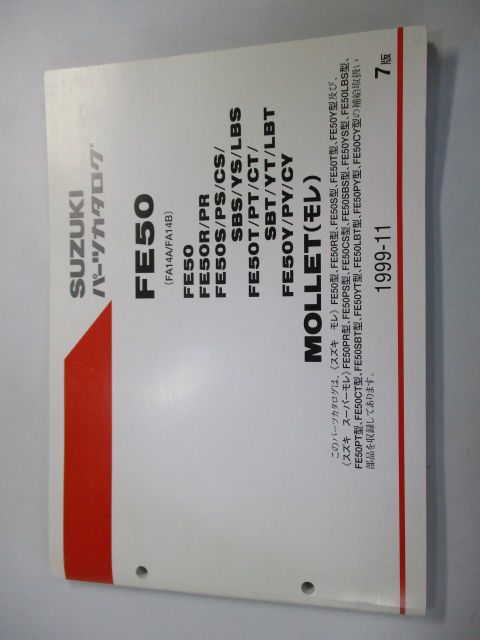 SUZUKI
パーツカタログ
FE50
(FA14A/FA14B)
FE50
FE50R/PR
FE50S/PS/CS/
SBS/YS/LBS
FE50T/PT/CT/
SBT/YT/LBT
FE50Y/PY/CY
MOLLET(モレ)
このパーツカタログは、〈スズキ モレ〉FE50型、FE50R型、FE50S型、FE50T型、FE50Y型及び、
〈スズキ スーパーモレ〉FE50PR型、FE50PS型、FE50CS型、FE50SBS型、FE50YS型、FE50LBS型、
FE50PT型、FE50CT型、FE50SBT型、FE50YT型、FE50LBT型、FE50PY型、FE50CY型の補給取扱い
部品を収録してあります。
1999-11
7版